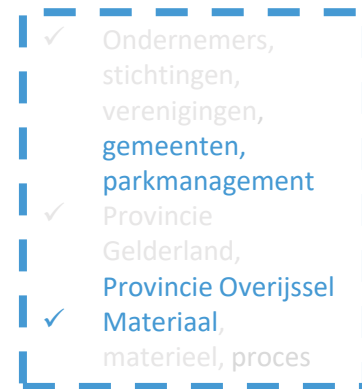 ✓ Ondernemers,
stichtingen,
verenigingen,
gemeenten,
parkmanagement
✓ Provincie
Gelderland,
Provincie Overijssel
✓ Materiaal,
materieel, proces